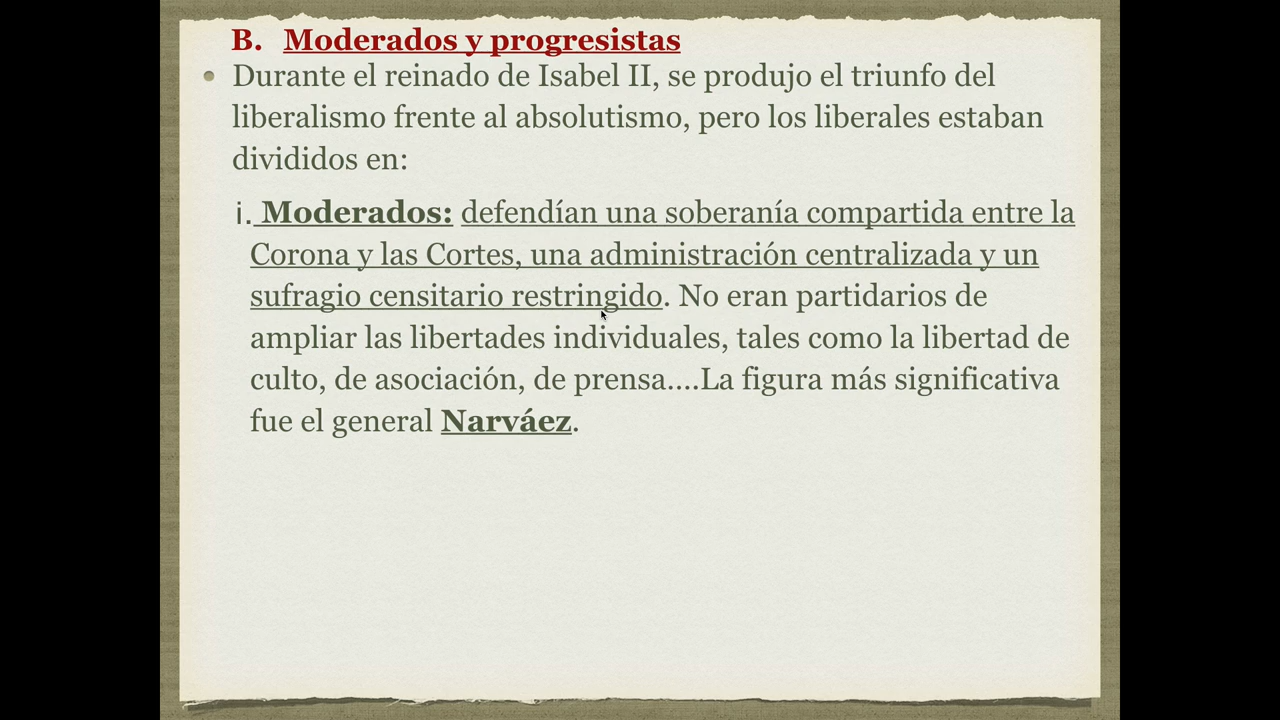 B. Moderados y progresistas
• Durante el reinado de Isabel II, se produjo el triunfo del
liberalismo frente al absolutismo, pero los liberales estaban
divididos en:
i. Moderados: defendían una soberanía compartida entre la
Corona y las Cortes, una administración centralizada y un
sufragio censitario restringido. No eran partidarios de
ampliar las libertades individuales, tales como la libertad de
culto, de asociación, de prensa....La figura más significativa
fue el general Narváez.